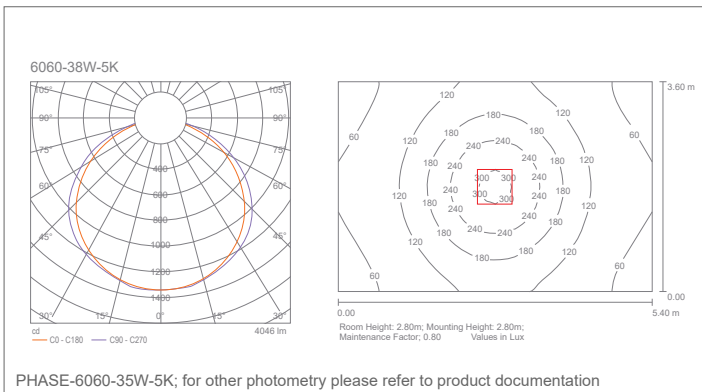 6060-38W-5K
105° 105°
90° 90°
75° 75°
60° 60°
45° 45°
30° 15° 0° 15° 30°
400
600
800
1000
1200
1400
cd 4046 lm
C0 - C180 C90 - C270
3.60 m
120 120
60 180 60
120 180 180 120
240
180 240 240 180
120 120
180 240 240 180
300 300
240 240
300 300
120 180 240 240 180 120
240
180 180
120 180 120
60 60
0.00
0.00 5.40 m
Room Height: 2.80m; Mounting Height: 2.80m;
Maintenance Factor; 0.80 Values in Lux
PHASE-6060-35W-5K; for other photometry please refer to product documentation